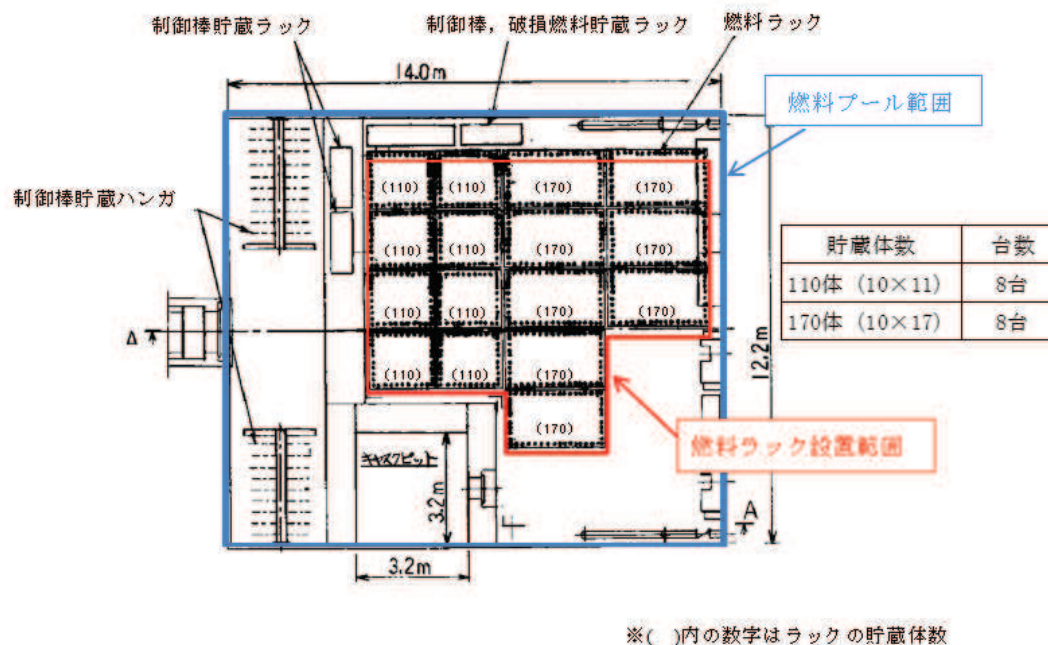 制御棒貯蔵ラック
制御棒，破損燃料貯蔵ラック
燃料ラック
14.0m
燃料プール範囲
制御棒貯蔵ハンガ
(110) (110) (170) (170)
(110) (110) (170) (170)
(110) (110) (170) (170)
(110) (110) (170)
(170)
貯蔵体数 台数
110体（10×11） 8台
170体（10×17） 8台
A
12.2m
燃料ラック設置範囲
キャスクピット
3.2m
A
3.2m
※( )内の数字はラックの貯蔵体数